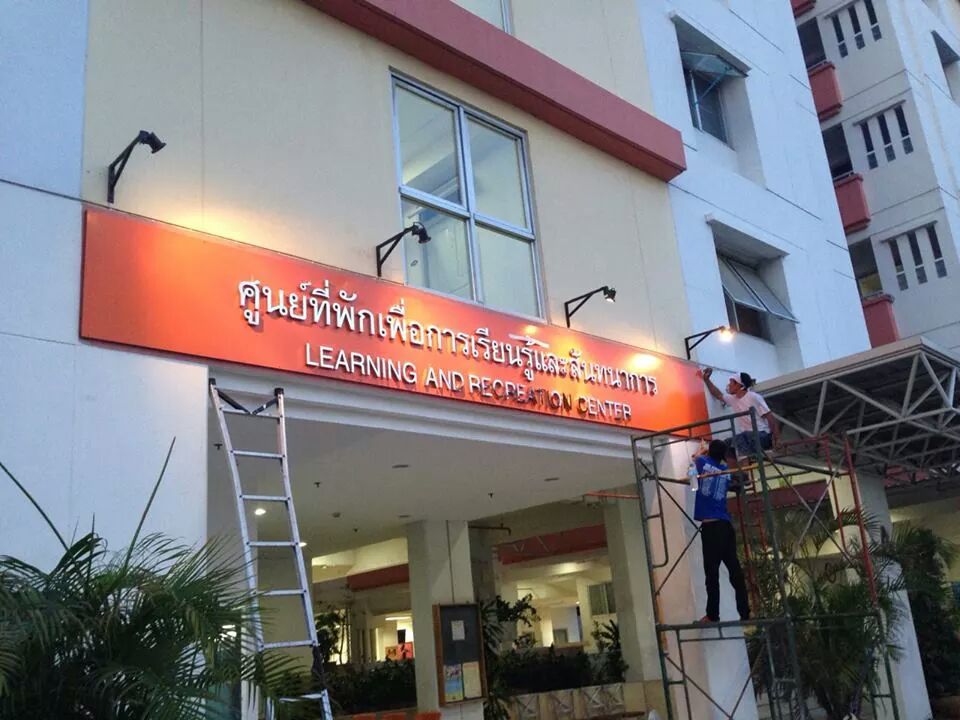 ศูนย์ที่พักเพื่อการเรียนรู้และสันทนาการ
LEARNING AND RECREATION CENTER